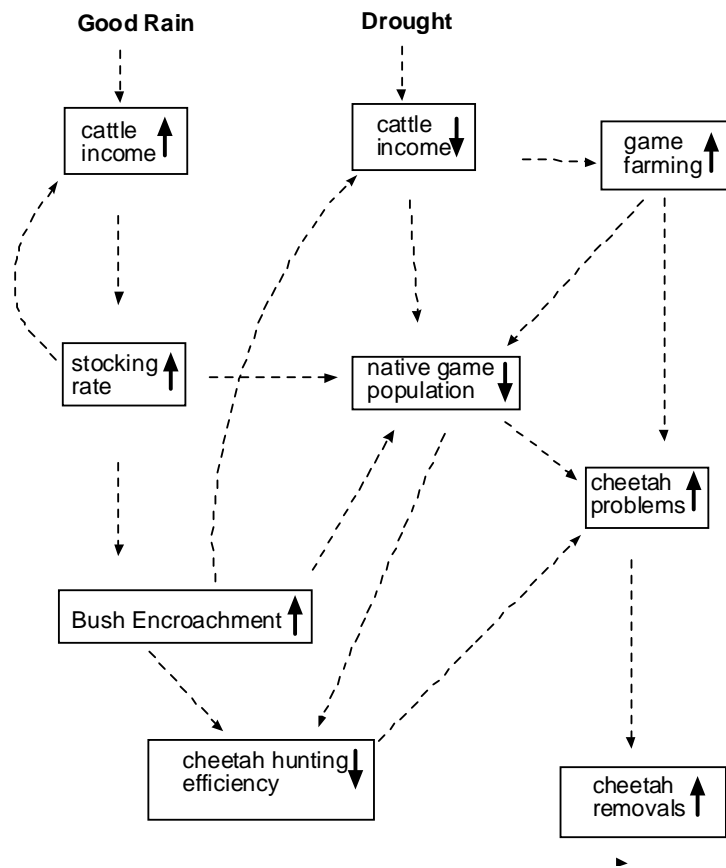 Good Rain
Drought
cattle
income
cattle
income
game
farming
stocking
rate
native game
population
cheetah
problems
Bush Encroachment
cheetah hunting
efficiency
cheetah
removals